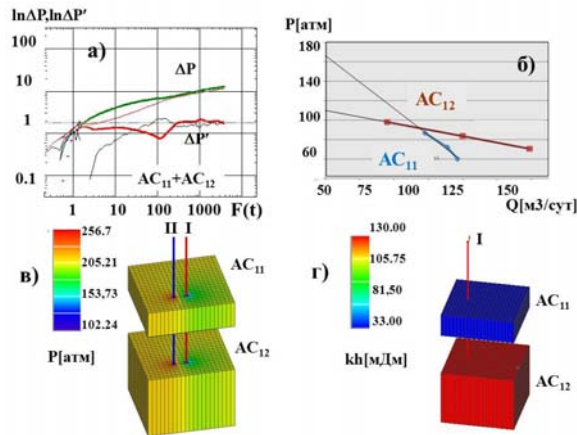 lnΔP,lnΔP′
а)
100
10
1
0.1
ΔP
ΔP′
AC11+AC12
1 10 100 1000 F(t)
P[атм]
б)
180
140
100
80
60
AC12
AC11
50 75 100 125 150
Q[м3/сут]
в)
II I
256.7
205.21
153,73
102.24
P[атм]
AC11
AC12
г)
I
130.00
105.75
81,50
33.00
kh[мДм]
AC11
AC12